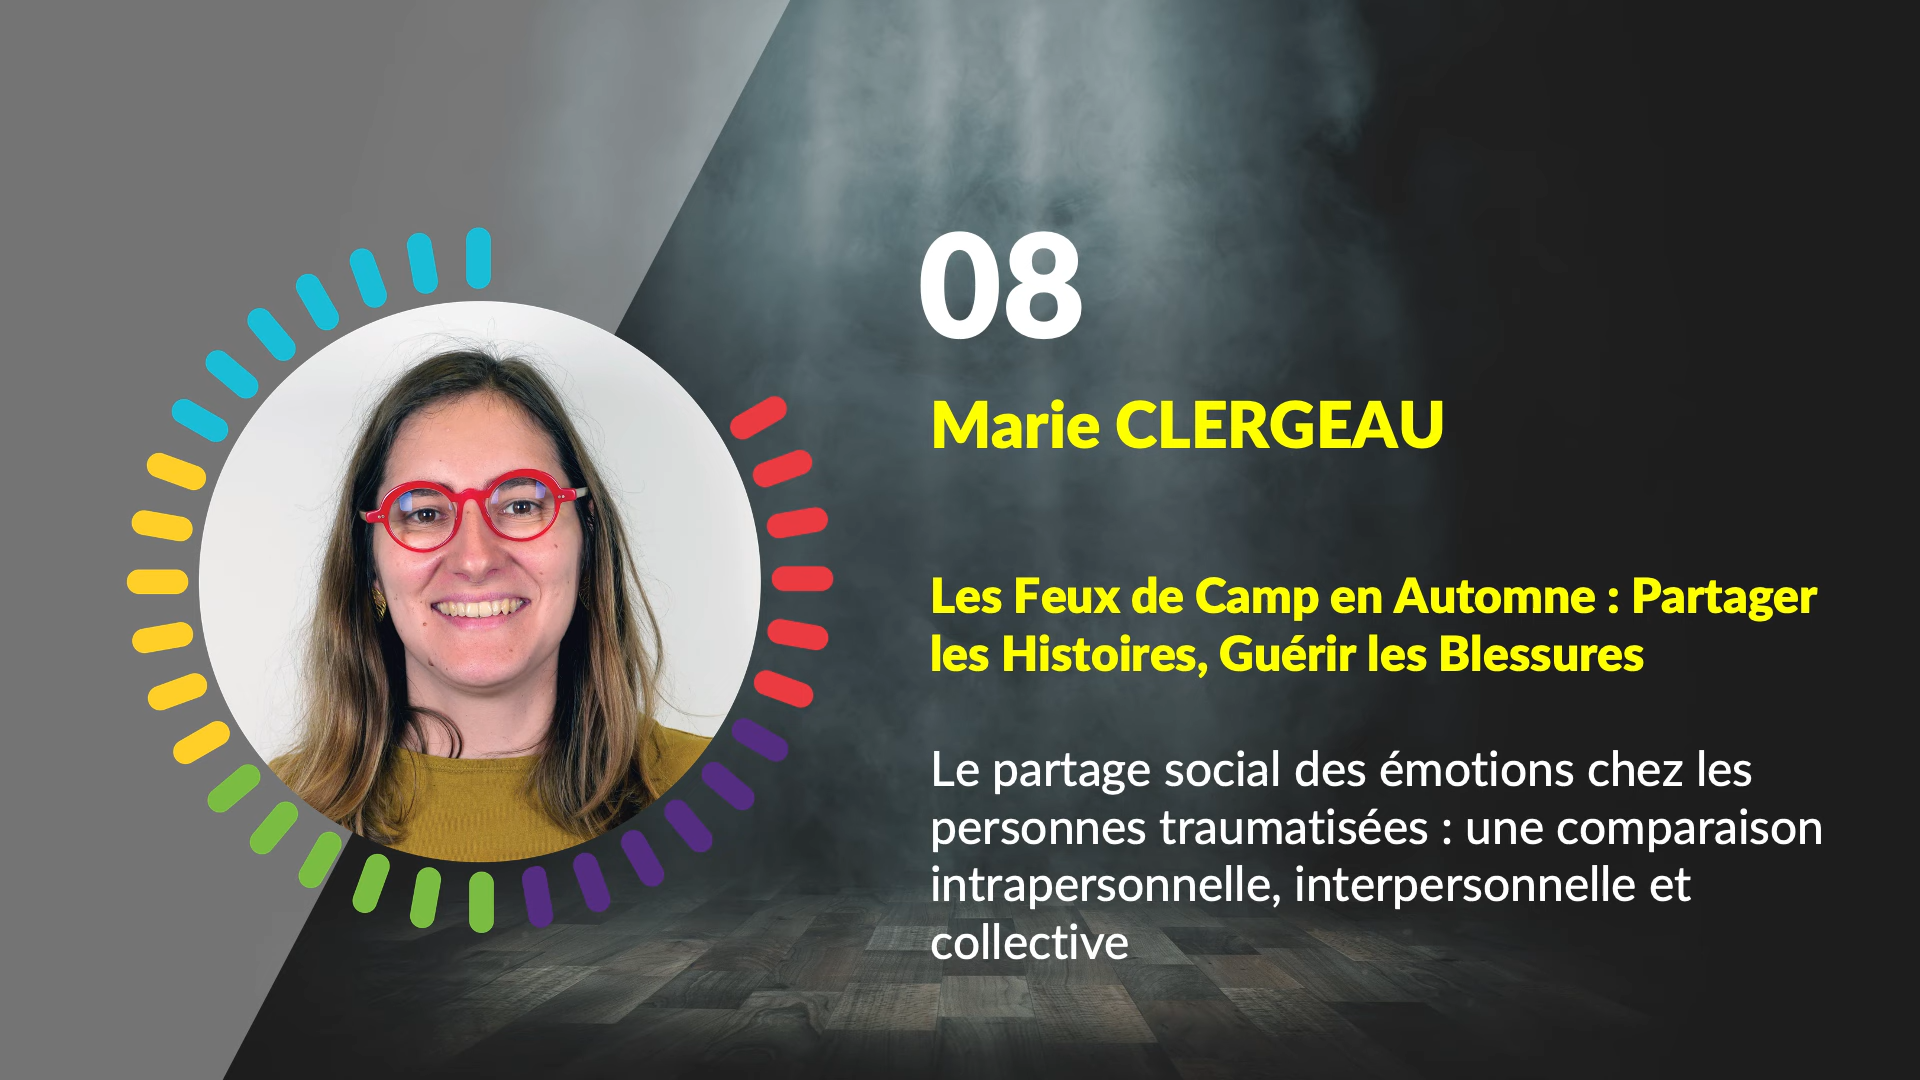 08
Marie CLERGEAU
Les Feux de Camp en Automne : Partager
les Histoires, Guérir les Blessures
Le partage social des émotions chez les
personnes traumatisées : une comparaison
intrapersonnelle, interpersonnelle et
collective